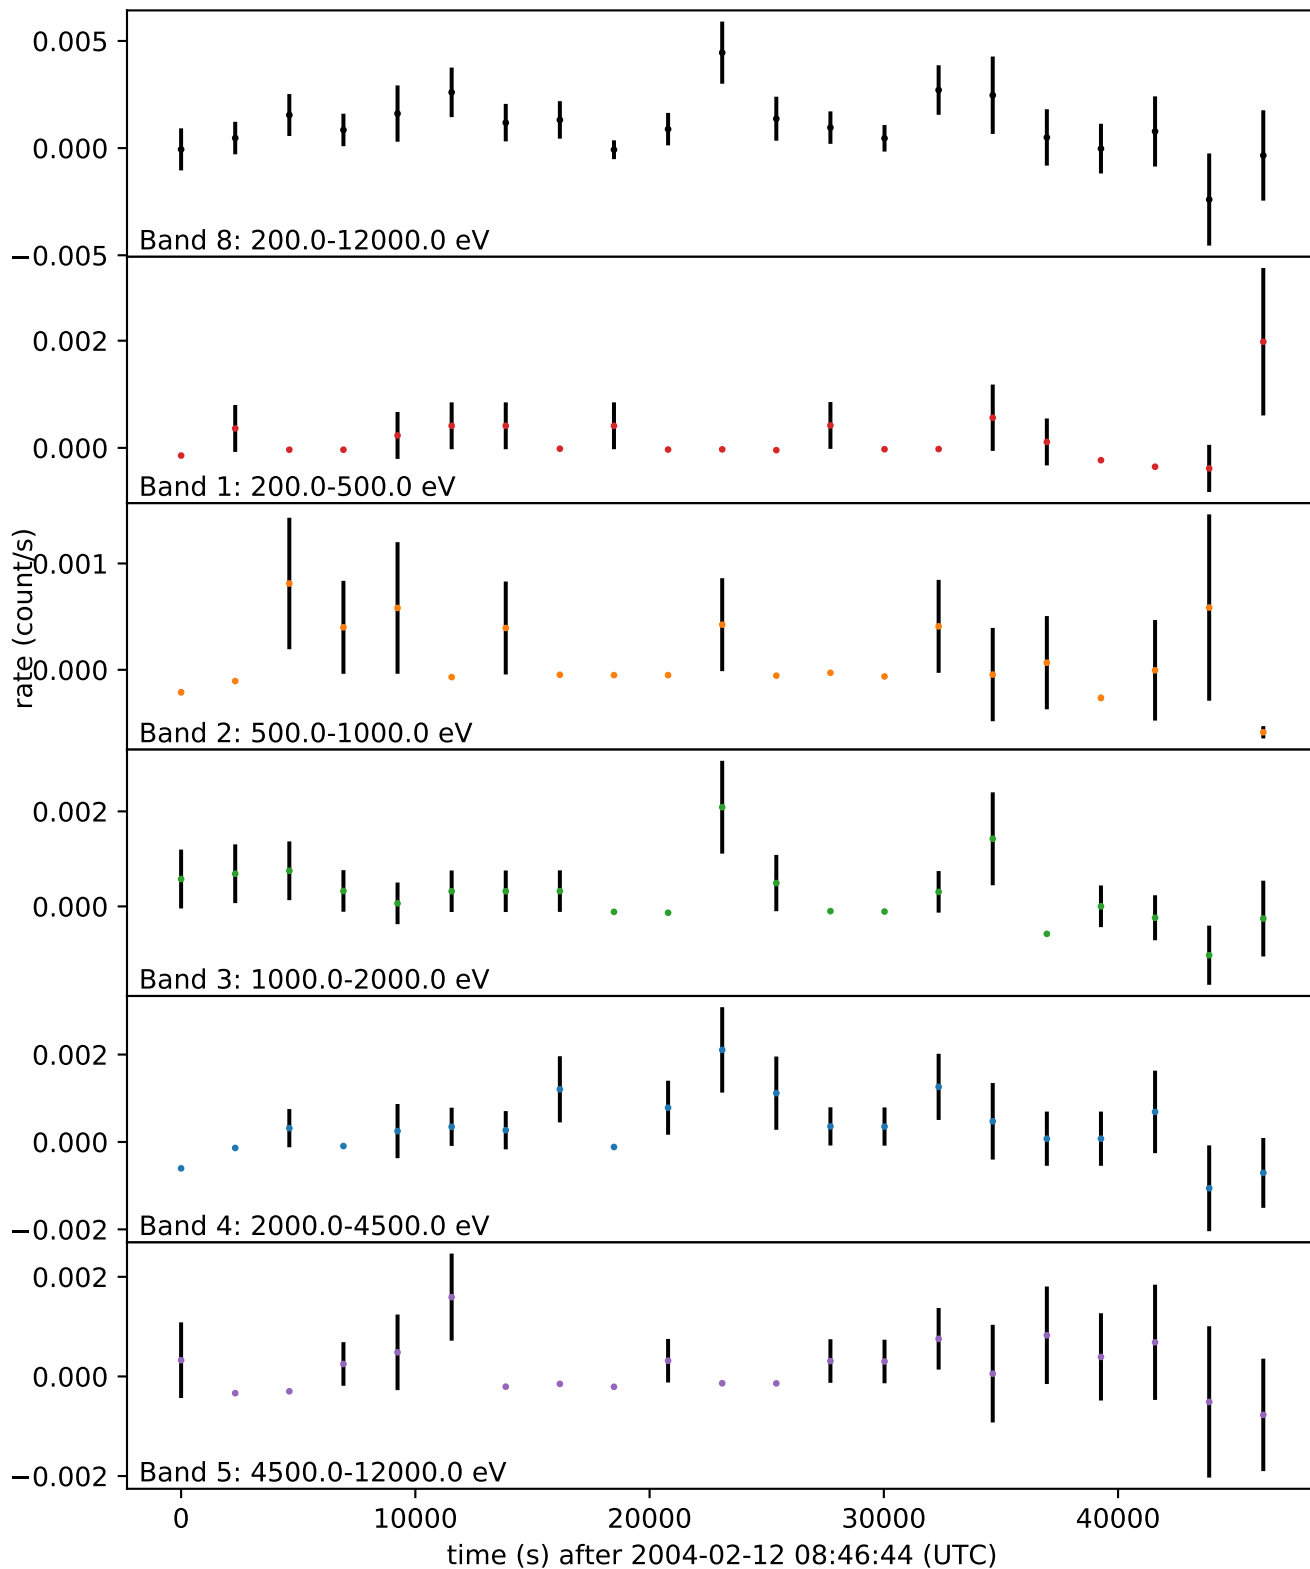 0.005
0.000
−0.005
Band 8: 200.0-12000.0 eV
0.002
0.000
Band 1: 200.0-500.0 eV
rate (count/s)
0.001
0.000
Band 2: 500.0-1000.0 eV
0.002
0.000
Band 3: 1000.0-2000.0 eV
0.002
0.000
−0.002
Band 4: 2000.0-4500.0 eV
0.002
0.000
−0.002
Band 5: 4500.0-12000.0 eV
0 10000 20000 30000 40000
time (s) after 2004-02-12 08:46:44 (UTC)